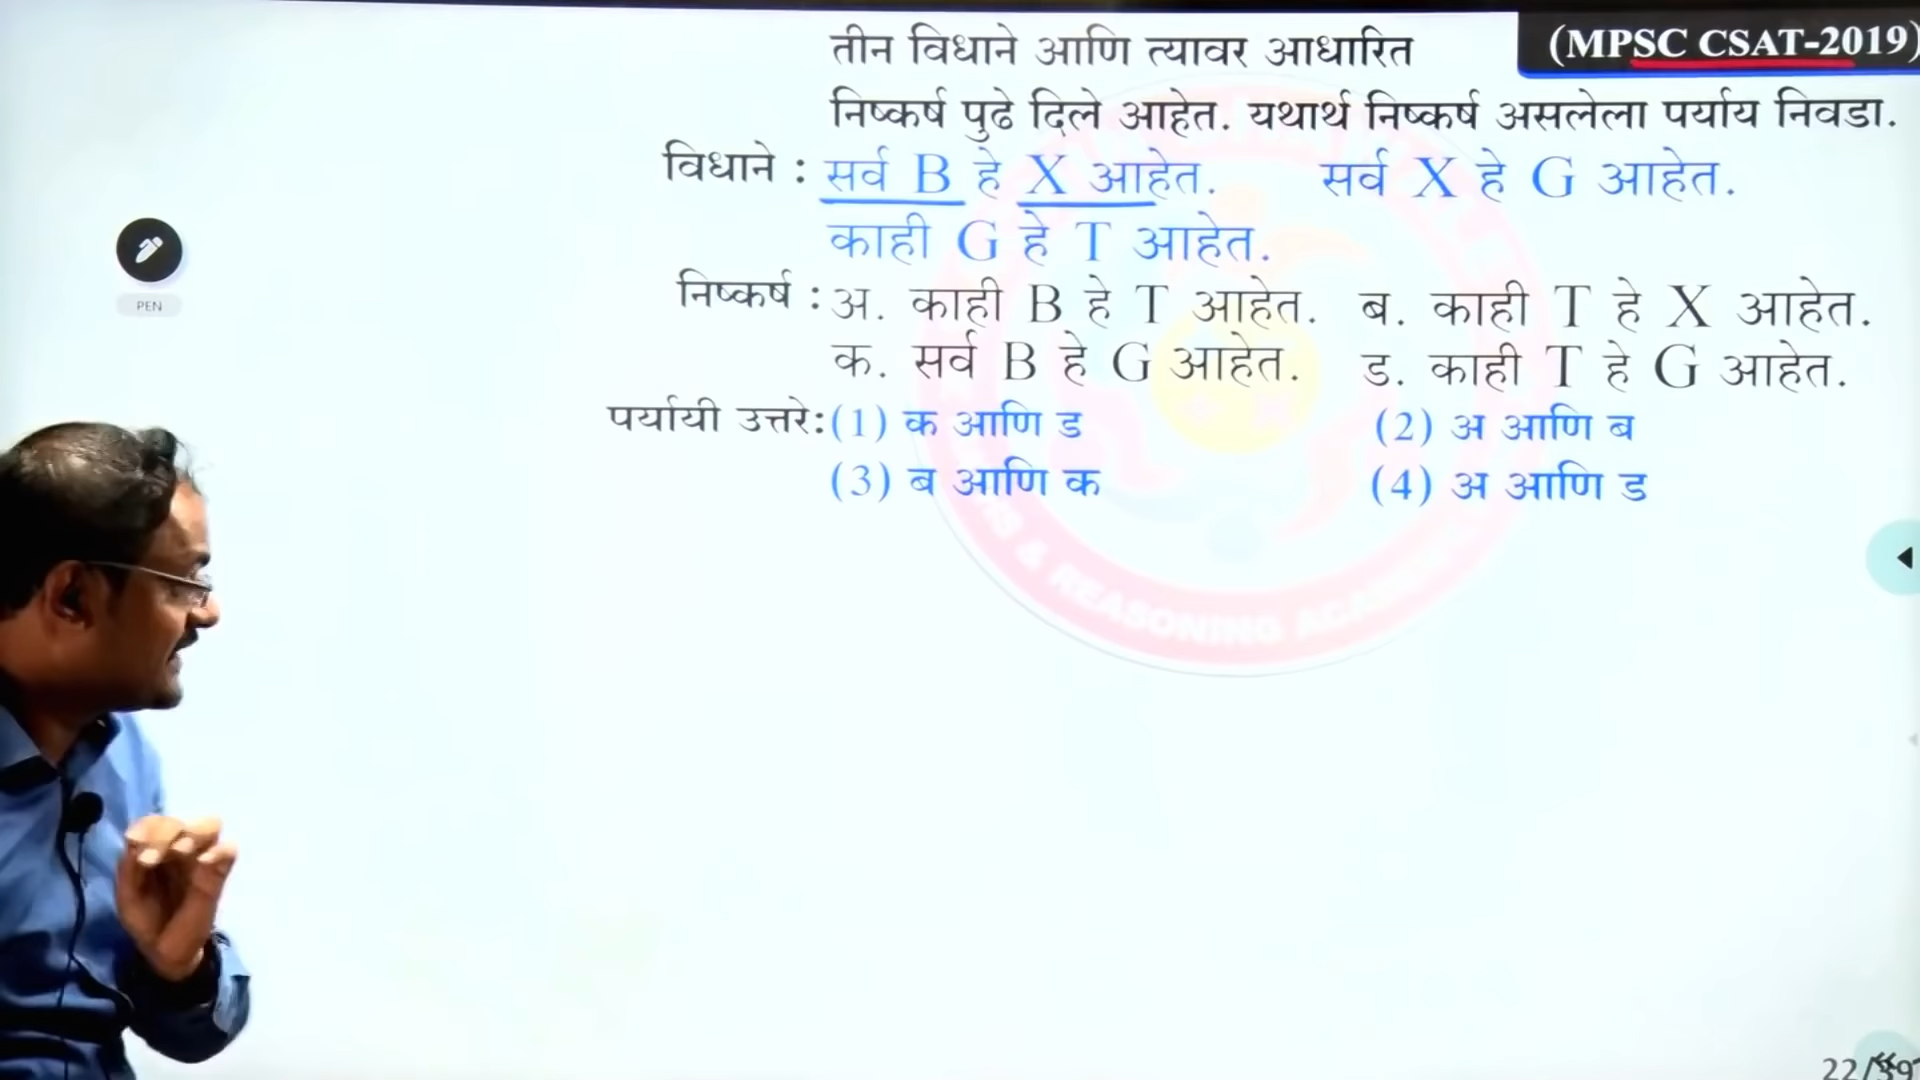 तीन विधाने आणि त्यावर आधारित (MPSC CSAT-2019)
निष्कर्ष पुढे दिले आहेत. यथार्थ निष्कर्ष असलेला पर्याय निवडा.
विधाने : सर्व B हे X आहेत. सर्व X हे G आहेत.
काही G हे T आहेत.
PEN
निष्कर्ष : अ. काही B हे T आहेत. ब. काही T हे X आहेत.
क. सर्व B हे G आहेत. ड. काही T हे G आहेत.
पर्यायी उत्तरे: (1) क आणि ड (2) अ आणि ब
(3) ब आणि क (4) अ आणि ड
& REASONING